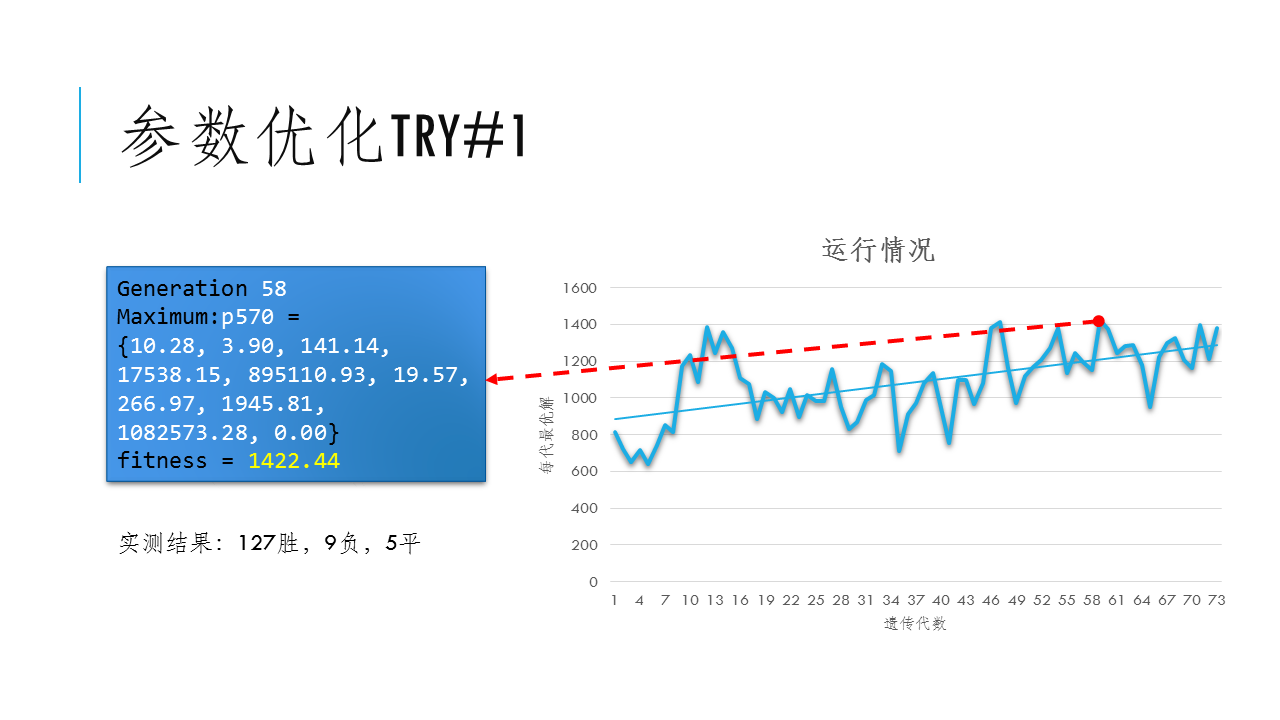 参数优化TRY#1
Generation 58
Maximum:p570 =
{10.28, 3.90, 141.14,
17538.15, 895110.93, 19.57,
266.97, 1945.81,
1082573.28, 0.00}
fitness = 1422.44
实测结果：127胜，9负，5平
运行情况
每代最优解
1600
1400
1200
1000
800
600
400
200
0
1 4 7 10 13 16 19 22 25 28 31 34 37 40 43 46 49 52 55 58 61 64 67 70 73
遗传代数